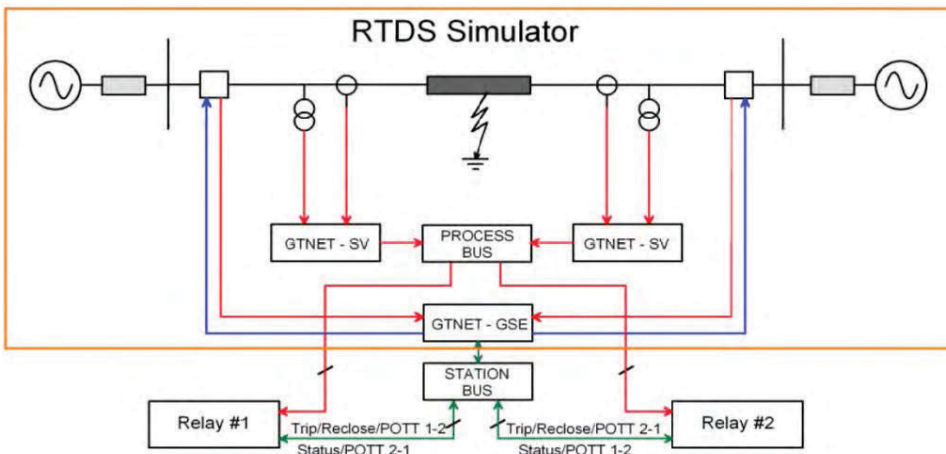 RTDS Simulator
GTNET - SV
PROCESS
BUS
GTNET - SV
GTNET - GSE
STATION
BUS
Relay #1
Trip/Reclose/POTT 1-2
Status/POTT 2-1
Trip/Reclose/POTT 2-1
Status/POTT 1-2
Relay #2